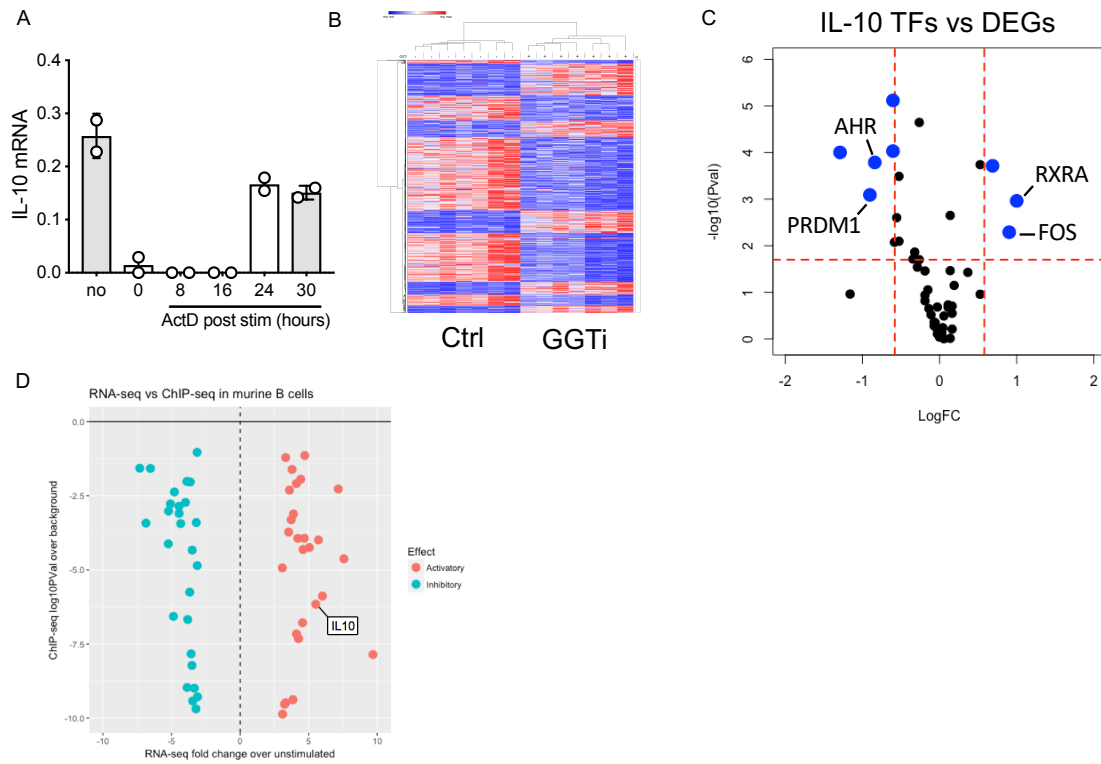 A
IL-10 mRNA
0.4
0.3
0.2
0.1
0.0
no 0 8 16 24 30
ActD post stim (hours)
B
Ctrl GGTi
C
IL-10 TFs vs DEGs
-log10(Pval)
6
5
4
3
2
1
0
AHR
PRDM1
RXRA
FOS
-2 -1 0 1 2
LogFC
D
RNA-seq vs ChIP-seq in murine B cells
ChIP-seq log10PVal over background
0.0
-2.5
-5.0
-7.5
-10.0
IL10
-10 -5 0 5 10
RNA-seq fold change over unstimulated
Effect
Activatory
Inhibitory